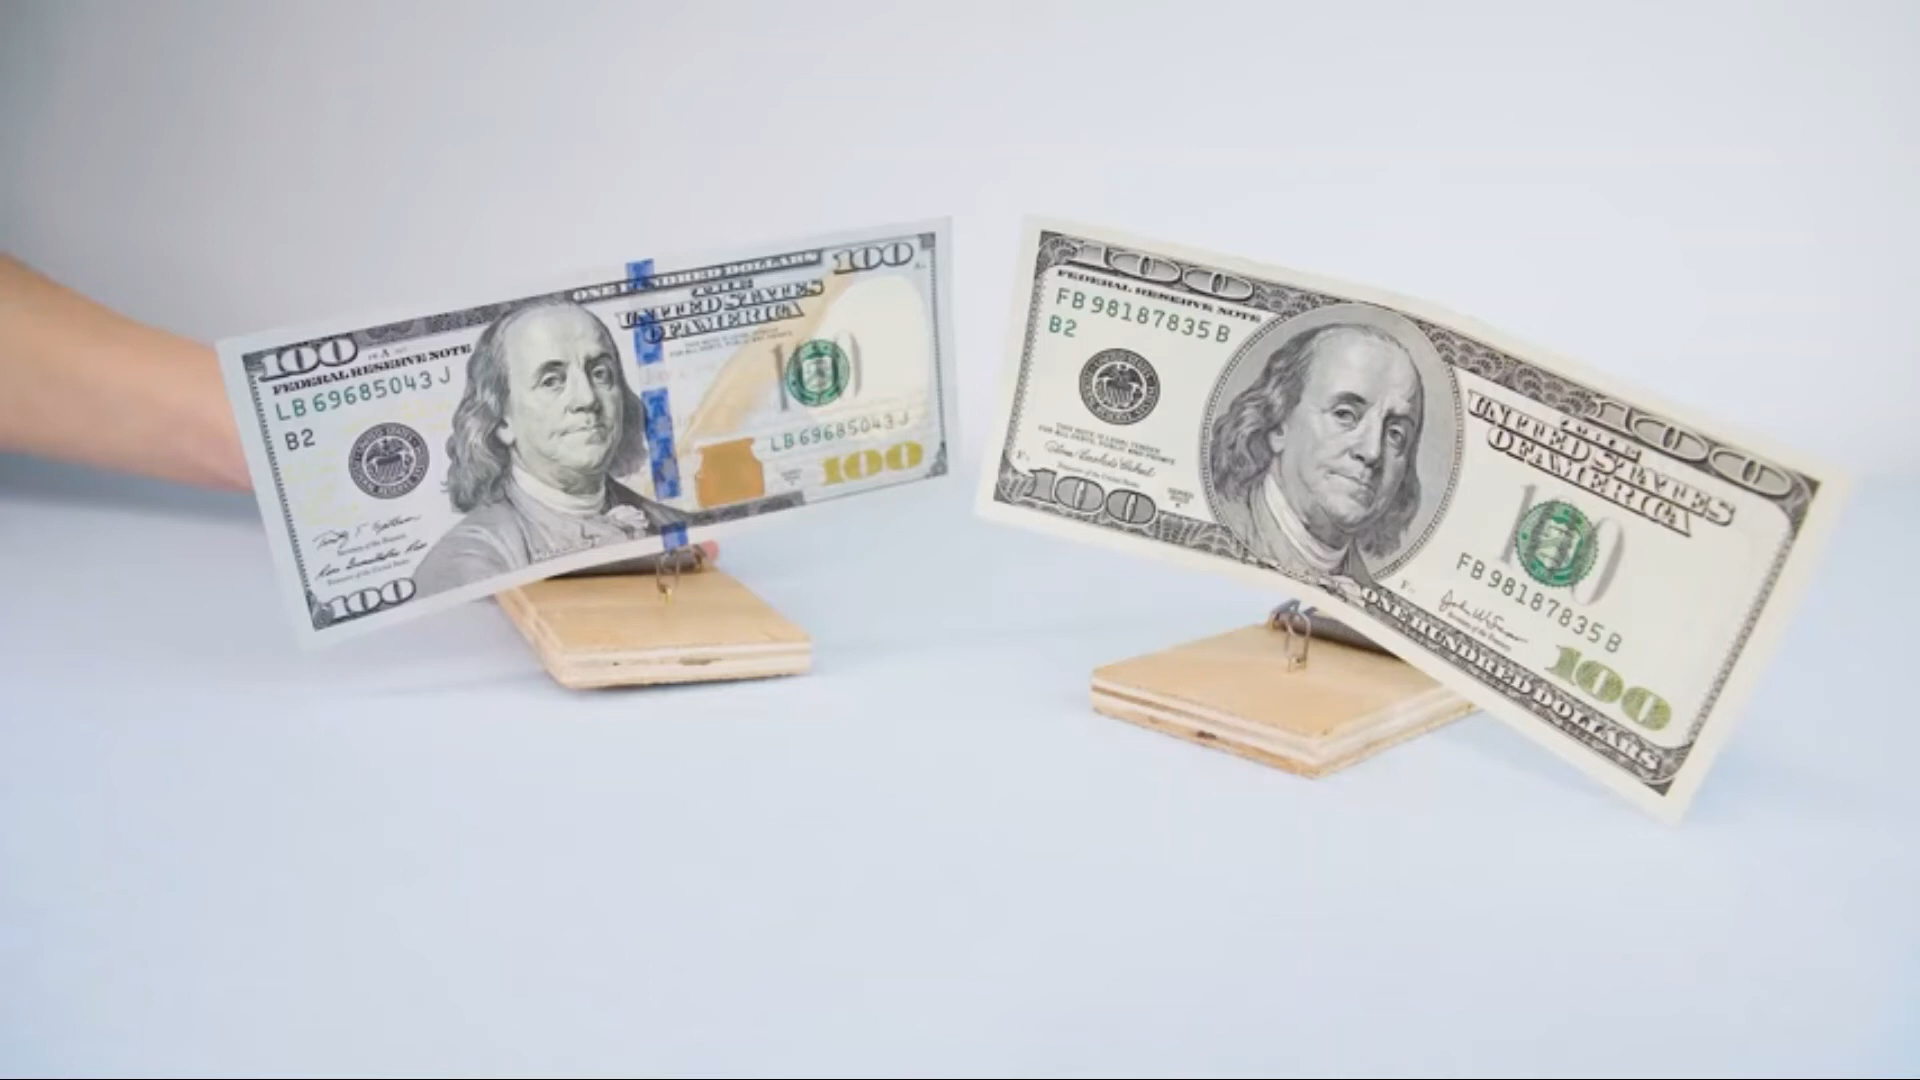 100
FEDERAL RESERVE NOTE
LB 69685043 J
B2
ONE HUNDRED DOLLARS
100
THE
UNITED STATES
OF AMERICA
LB 69685043 J
100
100
100
FEDERAL RESERVE NOTE
FB 98187835 B
B2
100
THE
UNITED STATES
OF AMERICA
THIS NOTE IS LEGAL TENDER
FOR ALL DEBTS, PUBLIC AND PRIVATE
100
FB 98187835 B
100
ONE HUNDRED DOLLARS